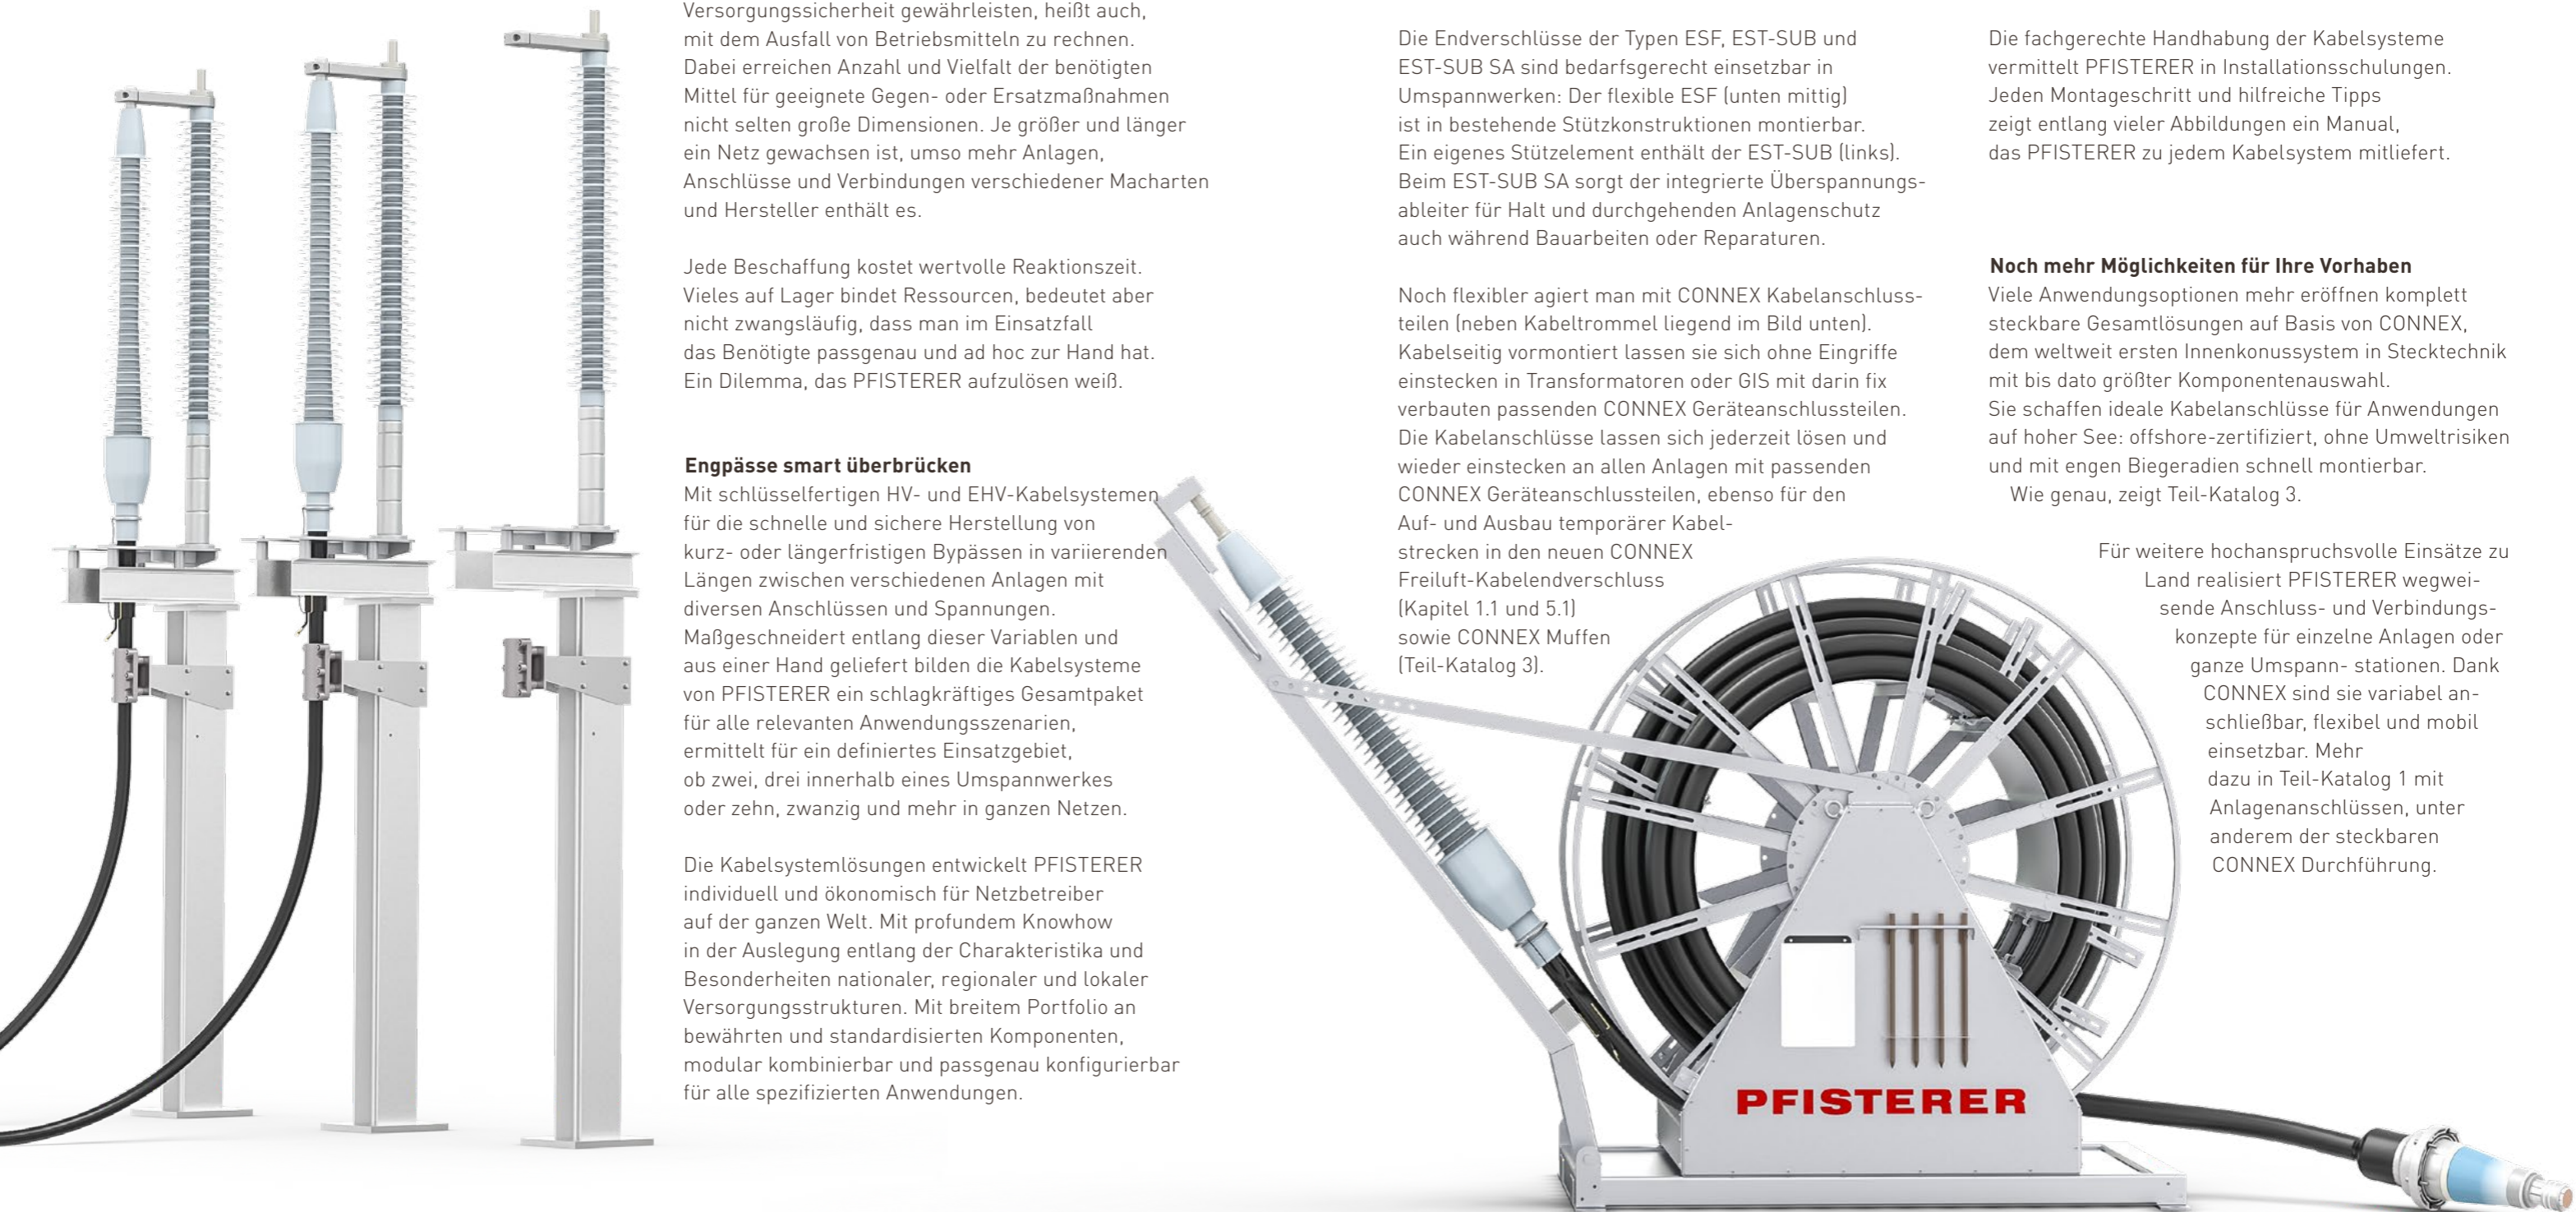 Versorgungssicherheit gewährleisten, heißt auch,
mit dem Ausfall von Betriebsmitteln zu rechnen.
Dabei erreichen Anzahl und Vielfalt der benötigten
Mittel für geeignete Gegen- oder Ersatzmaßnahmen
nicht selten große Dimensionen. Je größer und länger
ein Netz gewachsen ist, umso mehr Anlagen,
Anschlüsse und Verbindungen verschiedener Macharten
und Hersteller enthält es.
Jede Beschaffung kostet wertvolle Reaktionszeit.
Vieles auf Lager bindet Ressourcen, bedeutet aber
nicht zwangsläufig, dass man im Einsatzfall
das Benötigte passgenau und ad hoc zur Hand hat.
Ein Dilemma, das PFISTERER aufzulösen weiß.
Engpässe smart überbrücken
Mit schlüsselfertigen HV- und EHV-Kabelsystemen
für die schnelle und sichere Herstellung von
kurz- oder längerfristigen Bypässen in variierenden
Längen zwischen verschiedenen Anlagen mit
diversen Anschlüssen und Spannungen.
Maßgeschneidert entlang dieser Variablen und
aus einer Hand geliefert bilden die Kabelsysteme
von PFISTERER ein schlagkräftiges Gesamtpaket
für alle relevanten Anwendungsszenarien,
ermittelt für ein definiertes Einsatzgebiet,
ob zwei, drei innerhalb eines Umspannwerkes
oder zehn, zwanzig und mehr in ganzen Netzen.
Die Kabelsystemlösungen entwickelt PFISTERER
individuell und ökonomisch für Netzbetreiber
auf der ganzen Welt. Mit profundem Knowhow
in der Auslegung entlang der Charakteristika und
Besonderheiten nationaler, regionaler und lokaler
Versorgungsstrukturen. Mit breitem Portfolio an
bewährten und standardisierten Komponenten,
modular kombinierbar und passgenau konfigurierbar
für alle spezifizierten Anwendungen.
Die Endverschlüsse der Typen ESF, EST-SUB und
EST-SUB SA sind bedarfsgerecht einsetzbar in
Umspannwerken: Der flexible ESF (unten mittig)
ist in bestehende Stützkonstruktionen montierbar.
Ein eigenes Stützelement enthält der EST-SUB (links).
Beim EST-SUB SA sorgt der integrierte Überspannungs-
ableiter für Halt und durchgehenden Anlagenschutz
auch während Bauarbeiten oder Reparaturen.
Noch flexibler agiert man mit CONNEX Kabelanschluss-
teilen (neben Kabeltrommel liegend im Bild unten).
Kabelseitig vormontiert lassen sie sich ohne Eingriffe
einstecken in Transformatoren oder GIS mit darin fix
verbauten passenden CONNEX Geräteanschlussteilen.
Die Kabelanschlüsse lassen sich jederzeit lösen und
wieder einstecken an allen Anlagen mit passenden
CONNEX Geräteanschlussteilen, ebenso für den
Auf- und Ausbau temporärer Kabel-
strecken in den neuen CONNEX
Freiluft-Kabelendverschluss
(Kapitel 1.1 und 5.1)
sowie CONNEX Muffen
(Teil-Katalog 3).
Die fachgerechte Handhabung der Kabelsysteme
vermittelt PFISTERER in Installationsschulungen.
Jeden Montageschritt und hilfreiche Tipps
zeigt entlang vieler Abbildungen ein Manual,
das PFISTERER zu jedem Kabelsystem mitliefert.
Noch mehr Möglichkeiten für Ihre Vorhaben
Viele Anwendungsoptionen mehr eröffnen komplett
steckbare Gesamtlösungen auf Basis von CONNEX,
dem weltweit ersten Innenkonussystem in Stecktechnik
mit bis dato größter Komponentenauswahl.
Sie schaffen ideale Kabelanschlüsse für Anwendungen
auf hoher See: offshore-zertifiziert, ohne Umweltrisiken
und mit engen Biegeradien schnell montierbar.
Wie genau, zeigt Teil-Katalog 3.
Für weitere hochanspruchsvolle Einsätze zu
Land realisiert PFISTERER wegwei-
sende Anschluss- und Verbindungs-
konzepte für einzelne Anlagen oder
ganze Umspann- stationen. Dank
CONNEX sind sie variabel an-
schließbar, flexibel und mobil
einsetzbar. Mehr
dazu in Teil-Katalog 1 mit
Anlagenanschlüssen, unter
anderem der steckbaren
CONNEX Durchführung.
PFISTERER